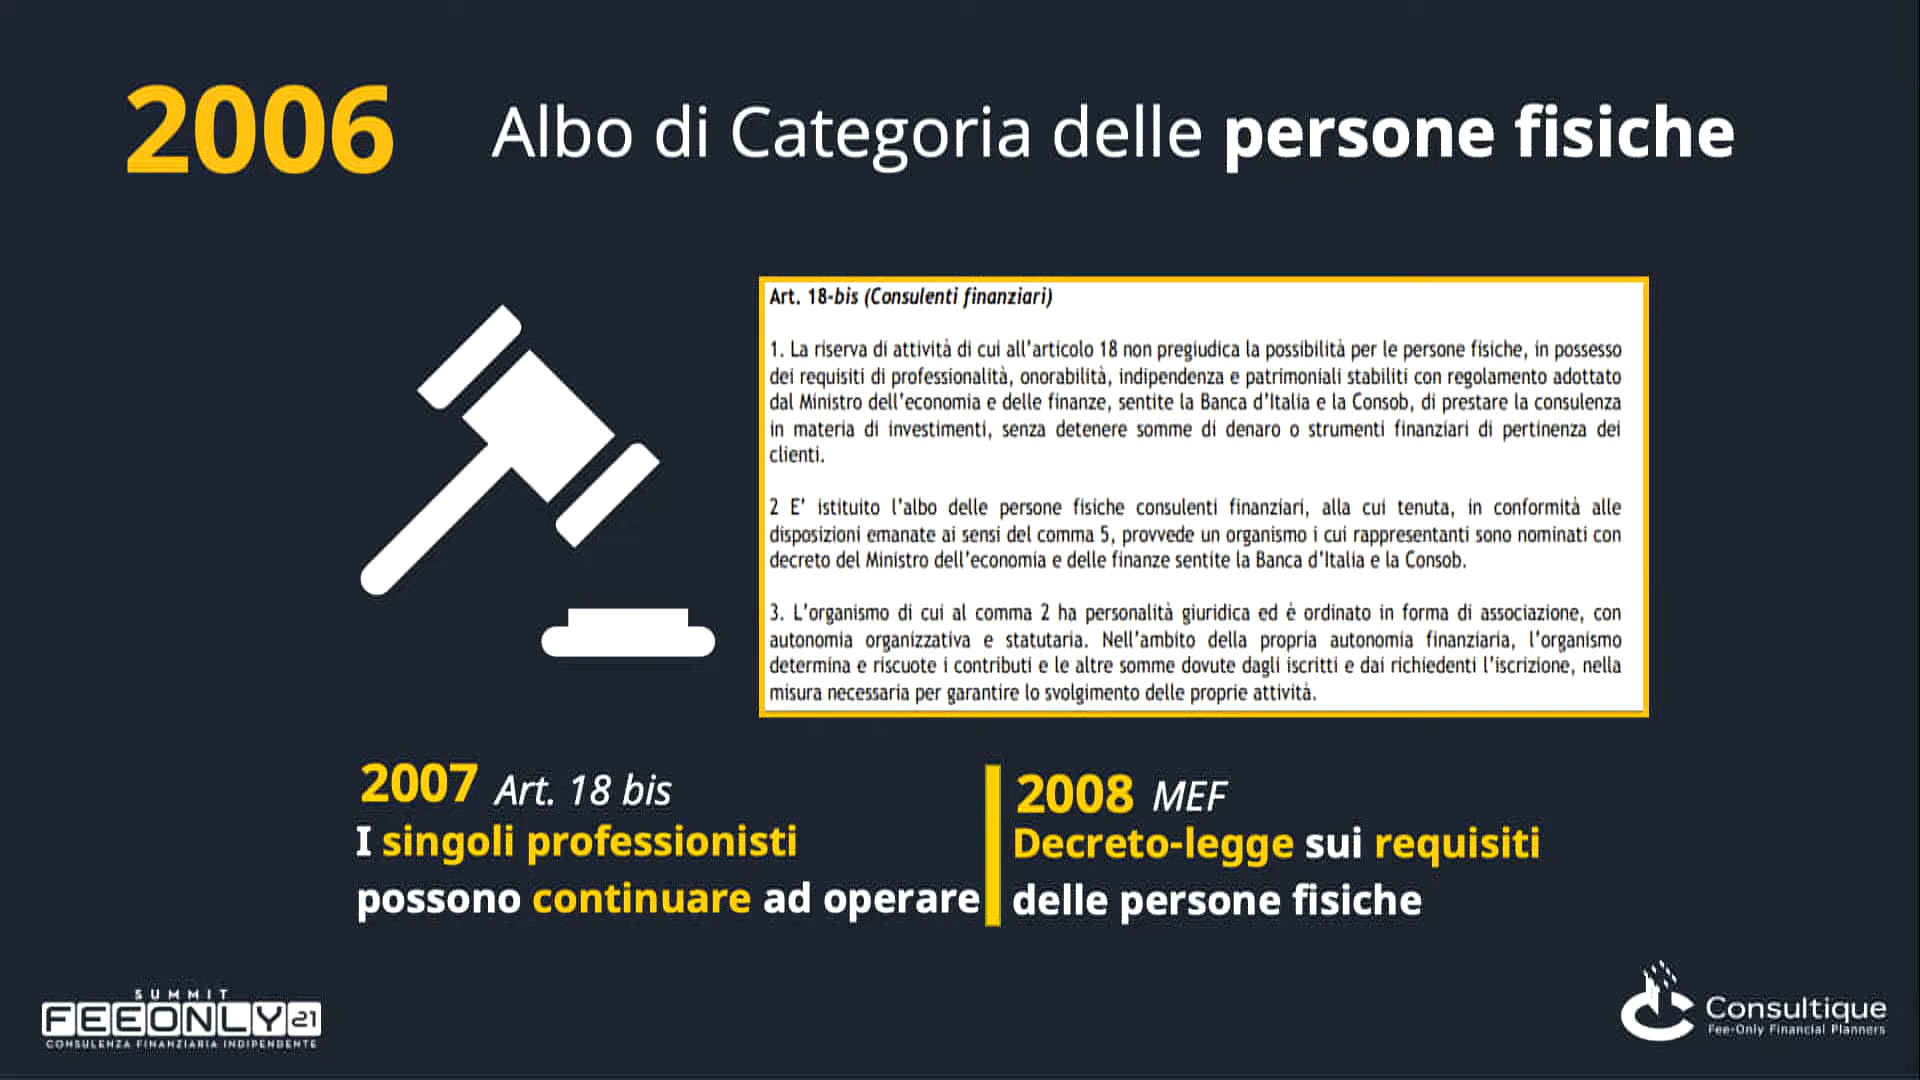 2006 Albo di Categoria delle persone fisiche
Art. 18-bis (Consulenti finanziari)
1. La riserva di attività di cui all'articolo 18 non pregiudica la possibilità per le persone fisiche, in possesso
dei requisiti di professionalità, onorabilità, indipendenza e patrimoniali stabiliti con regolamento adottato
dal Ministro dell'economia e delle finanze, sentite la Banca d'Italia e la Consob, di prestare la consulenza
in materia di investimenti, senza detenere somme di denaro o strumenti finanziari di pertinenza dei
clienti.
2 E' istituito l'albo delle persone fisiche consulenti finanziari, alla cui tenuta, in conformità alle
disposizioni emanate ai sensi del comma 5, provvede un organismo i cui rappresentanti sono nominati con
decreto del Ministro dell'economia e delle finanze sentite la Banca d'Italia e la Consob.
3. L'organismo di cui al comma 2 ha personalità giuridica ed è ordinato in forma di associazione, con
autonomia organizzativa e statutaria. Nell'ambito della propria autonomia finanziaria, l'organismo
determina e riscuote i contributi e le altre somme dovute dagli iscritti e dai richiedenti l'iscrizione, nella
misura necessaria per garantire lo svolgimento delle proprie attività.
2007 Art. 18 bis
I singoli professionisti
possono continuare ad operare
2008 MEF
Decreto-legge sui requisiti
delle persone fisiche
SUMMIT
FEEONLY 21
CONSULENZA FINANZIARIA INDIPENDENTE
Consultique
Fee-Only Financial Planners